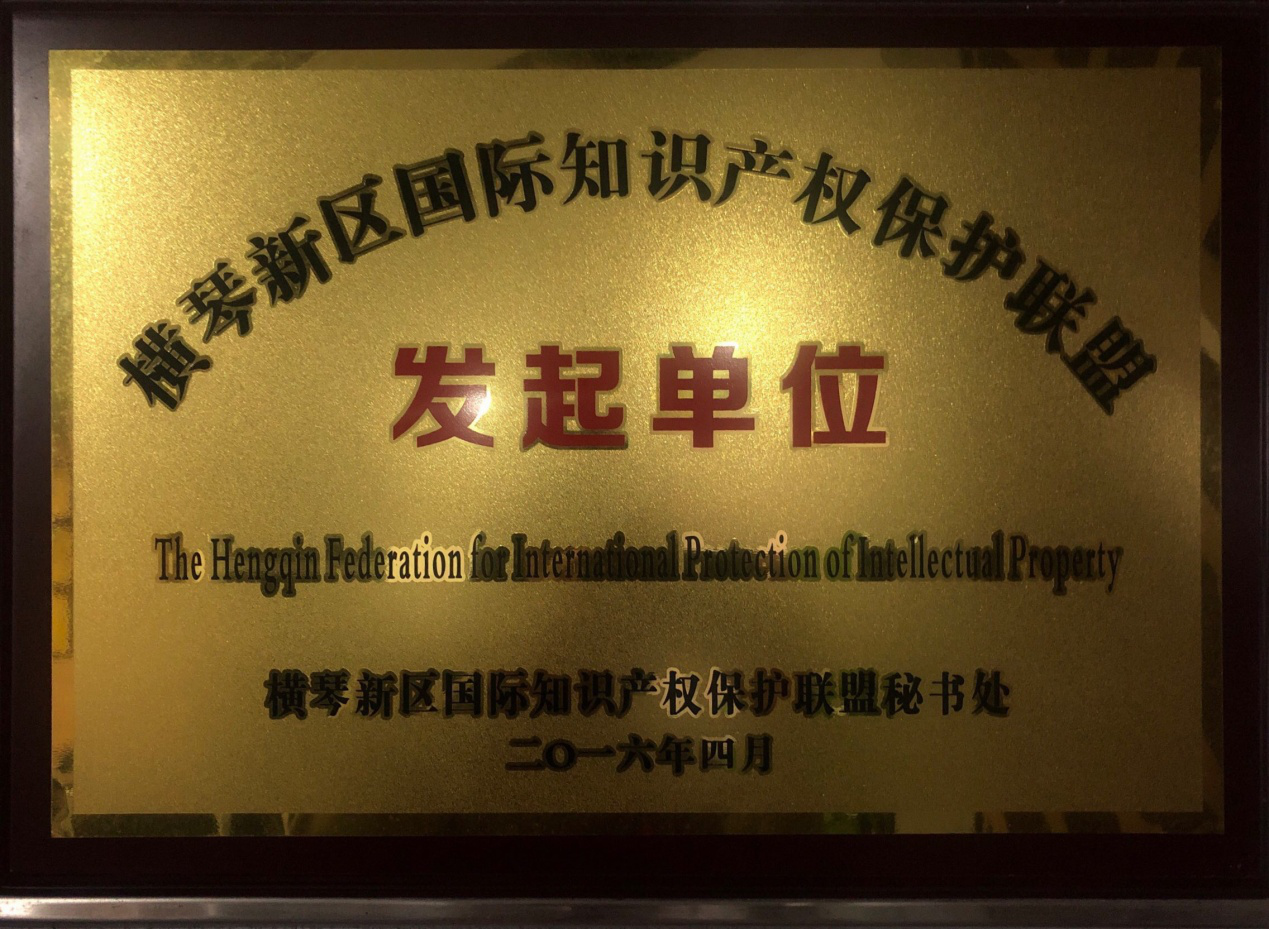 横琴新区国际知识产权保护联盟
发起单位
The Hengqin Federation for International Protection of Intellectual Property
横琴新区国际知识产权保护联盟秘书处
二〇一六年四月